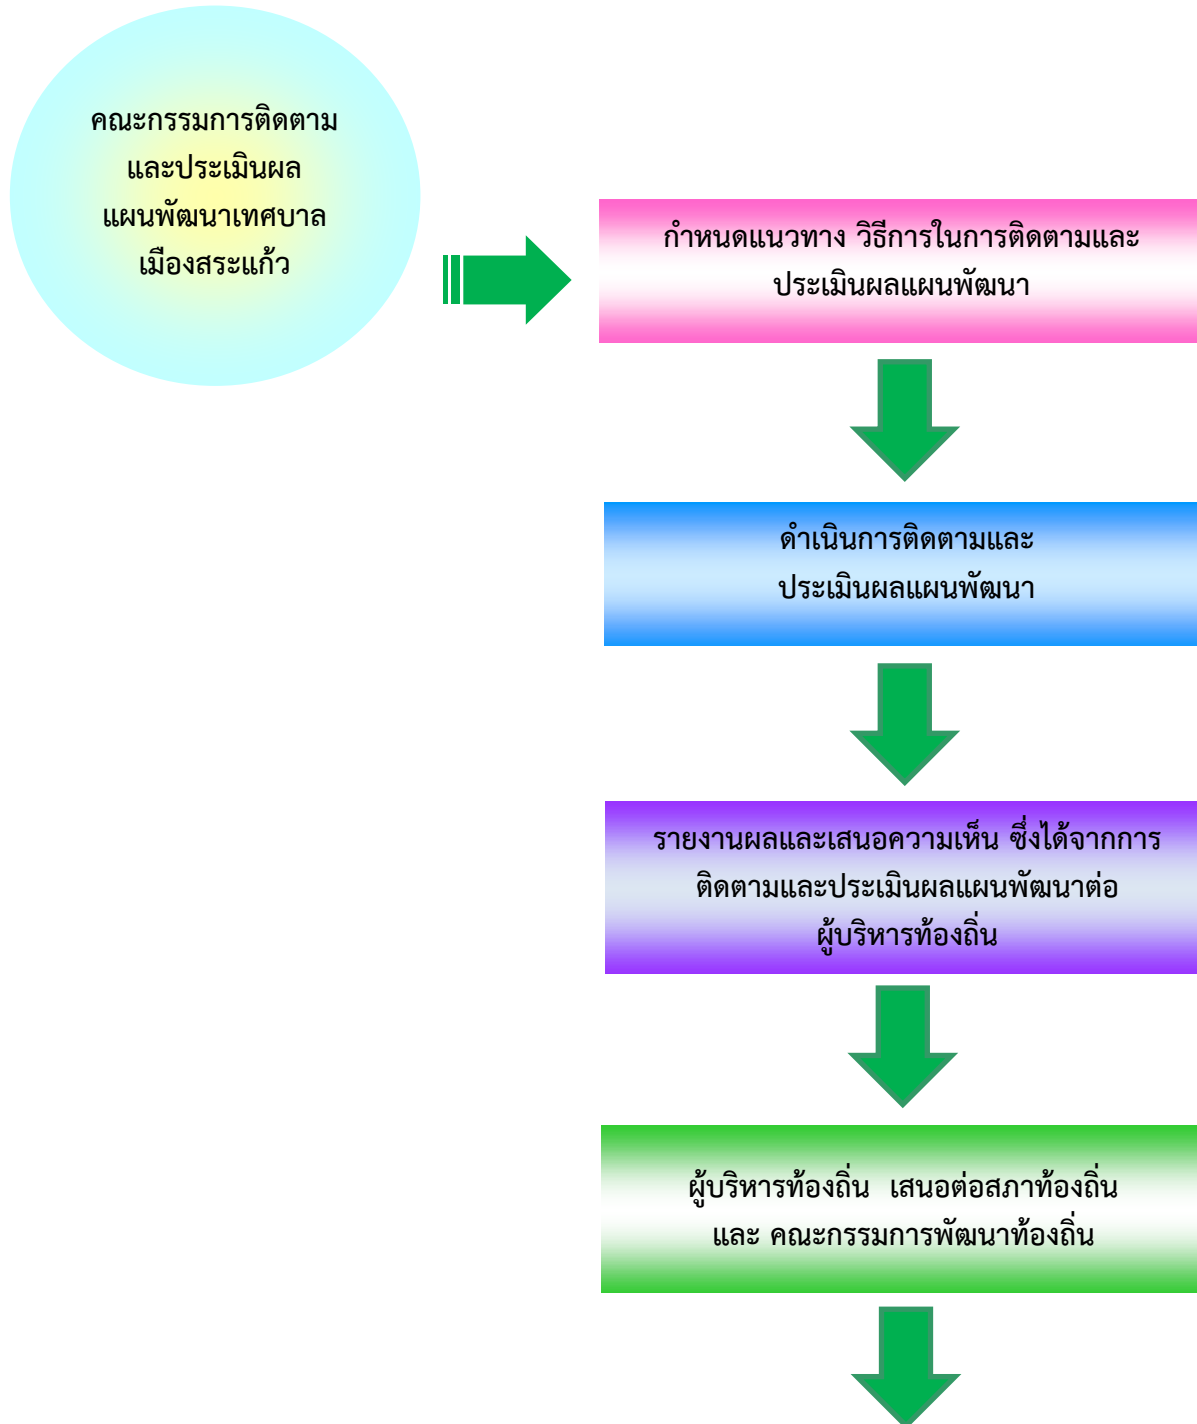 คณะกรรมการติดตาม
และประเมินผล
แผนพัฒนาเทศบาล
เมืองสระแก้ว
กำหนดแนวทาง วิธีการในการติดตามและ
ประเมินผลแผนพัฒนา
ดำเนินการติดตามและ
ประเมินผลแผนพัฒนา
รายงานผลและเสนอความเห็น ซึ่งได้จากการ
ติดตามและประเมินผลแผนพัฒนาต่อ
ผู้บริหารท้องถิ่น
ผู้บริหารท้องถิ่น เสนอต่อสภาท้องถิ่น
และ คณะกรรมการพัฒนาท้องถิ่น